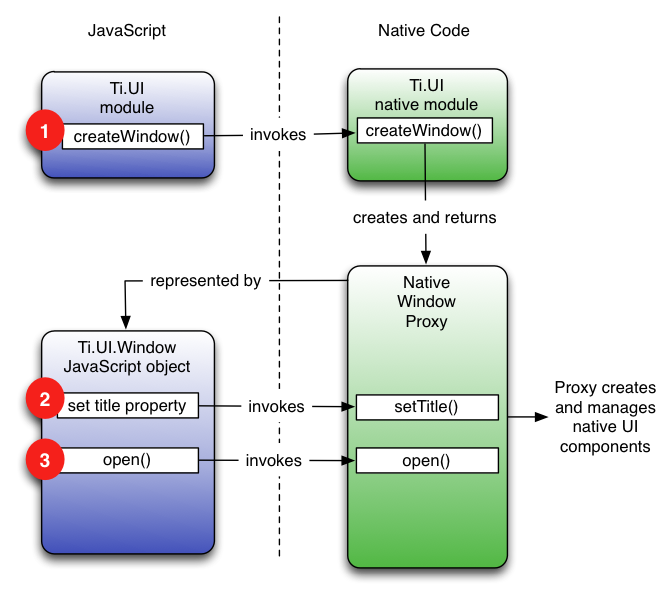 JavaScript
Native Code
Ti.UI
module
1
createWindow()
invokes
Ti.UI
native module
createWindow()
creates and returns
represented by
Native
Window
Proxy
Ti.UI.Window
JavaScript object
2
set title property
invokes
setTitle()
3
open()
invokes
open()
Proxy creates
and manages
native UI
components